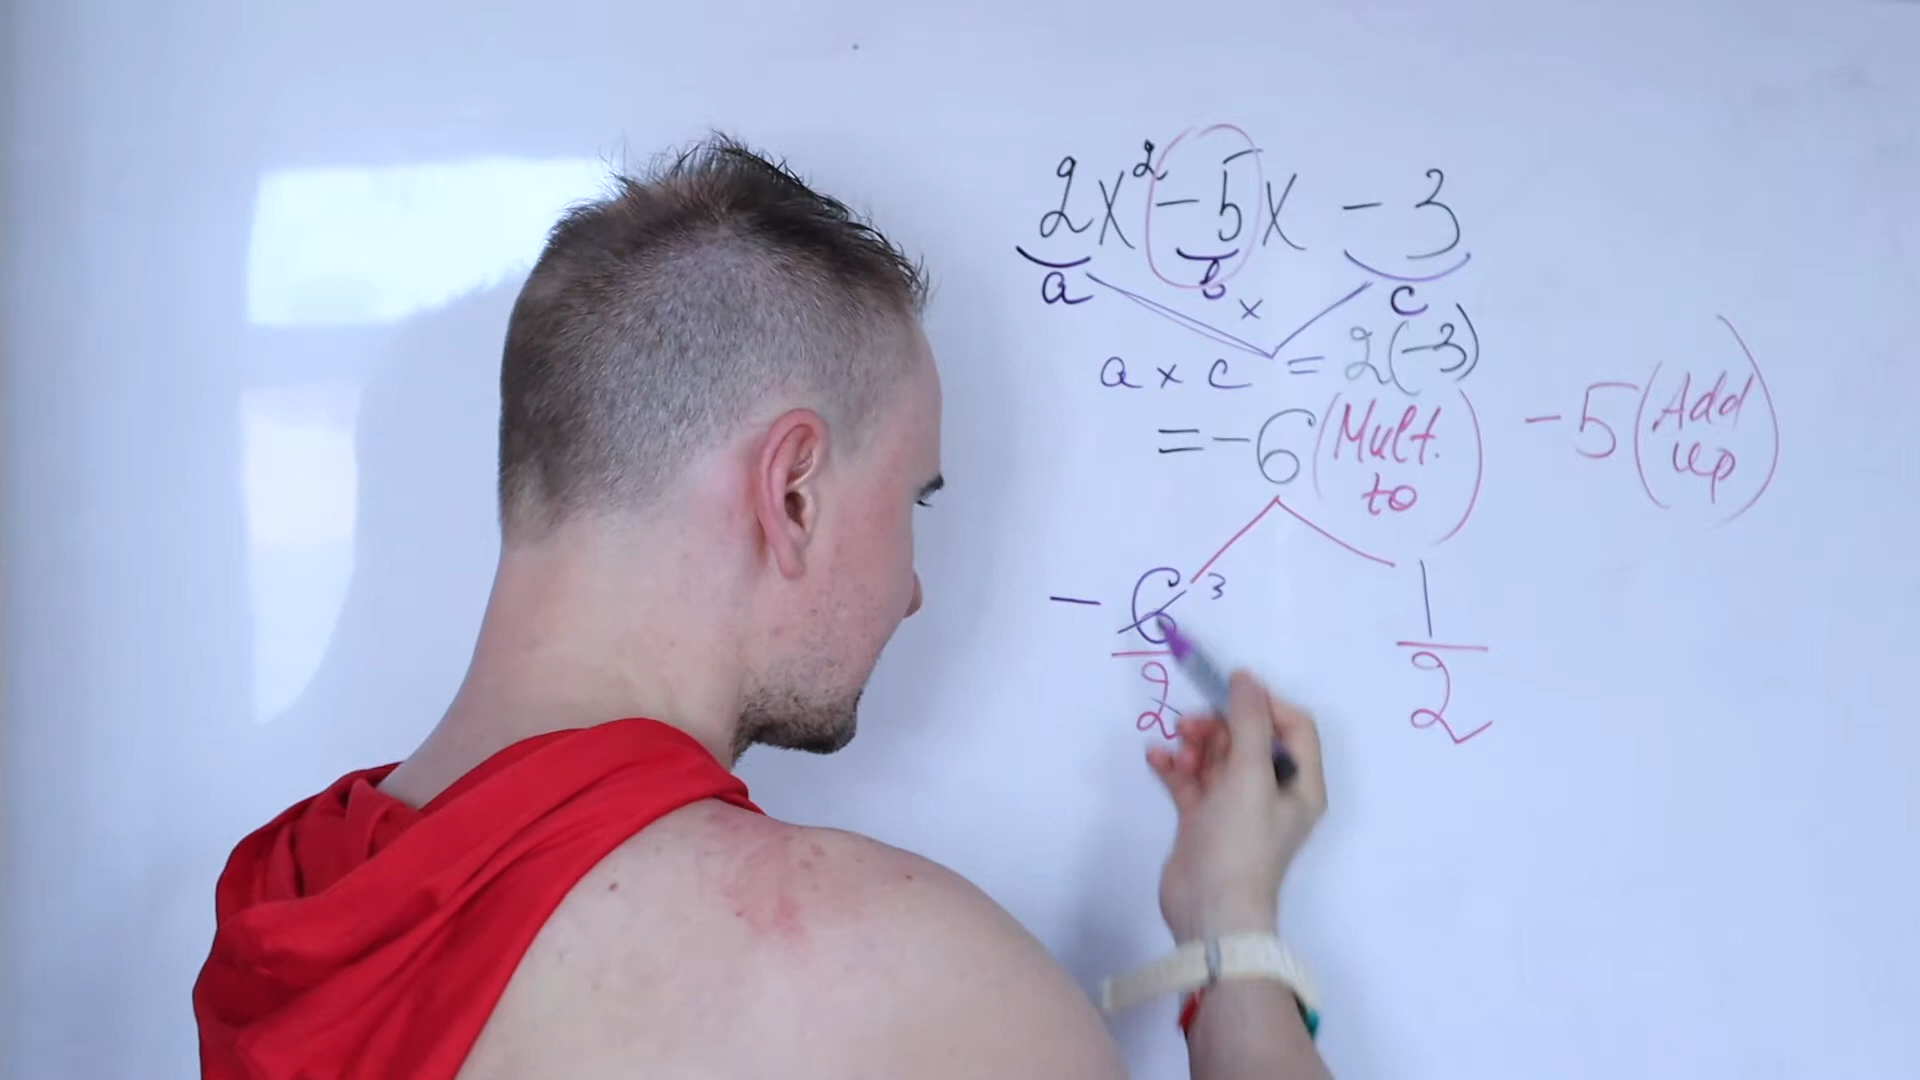 2x² -5x - 3
a b × c
a × c = 2(-3)
= -6 (Mult. to) -5 (Add up)
- 6 3 1
2 2